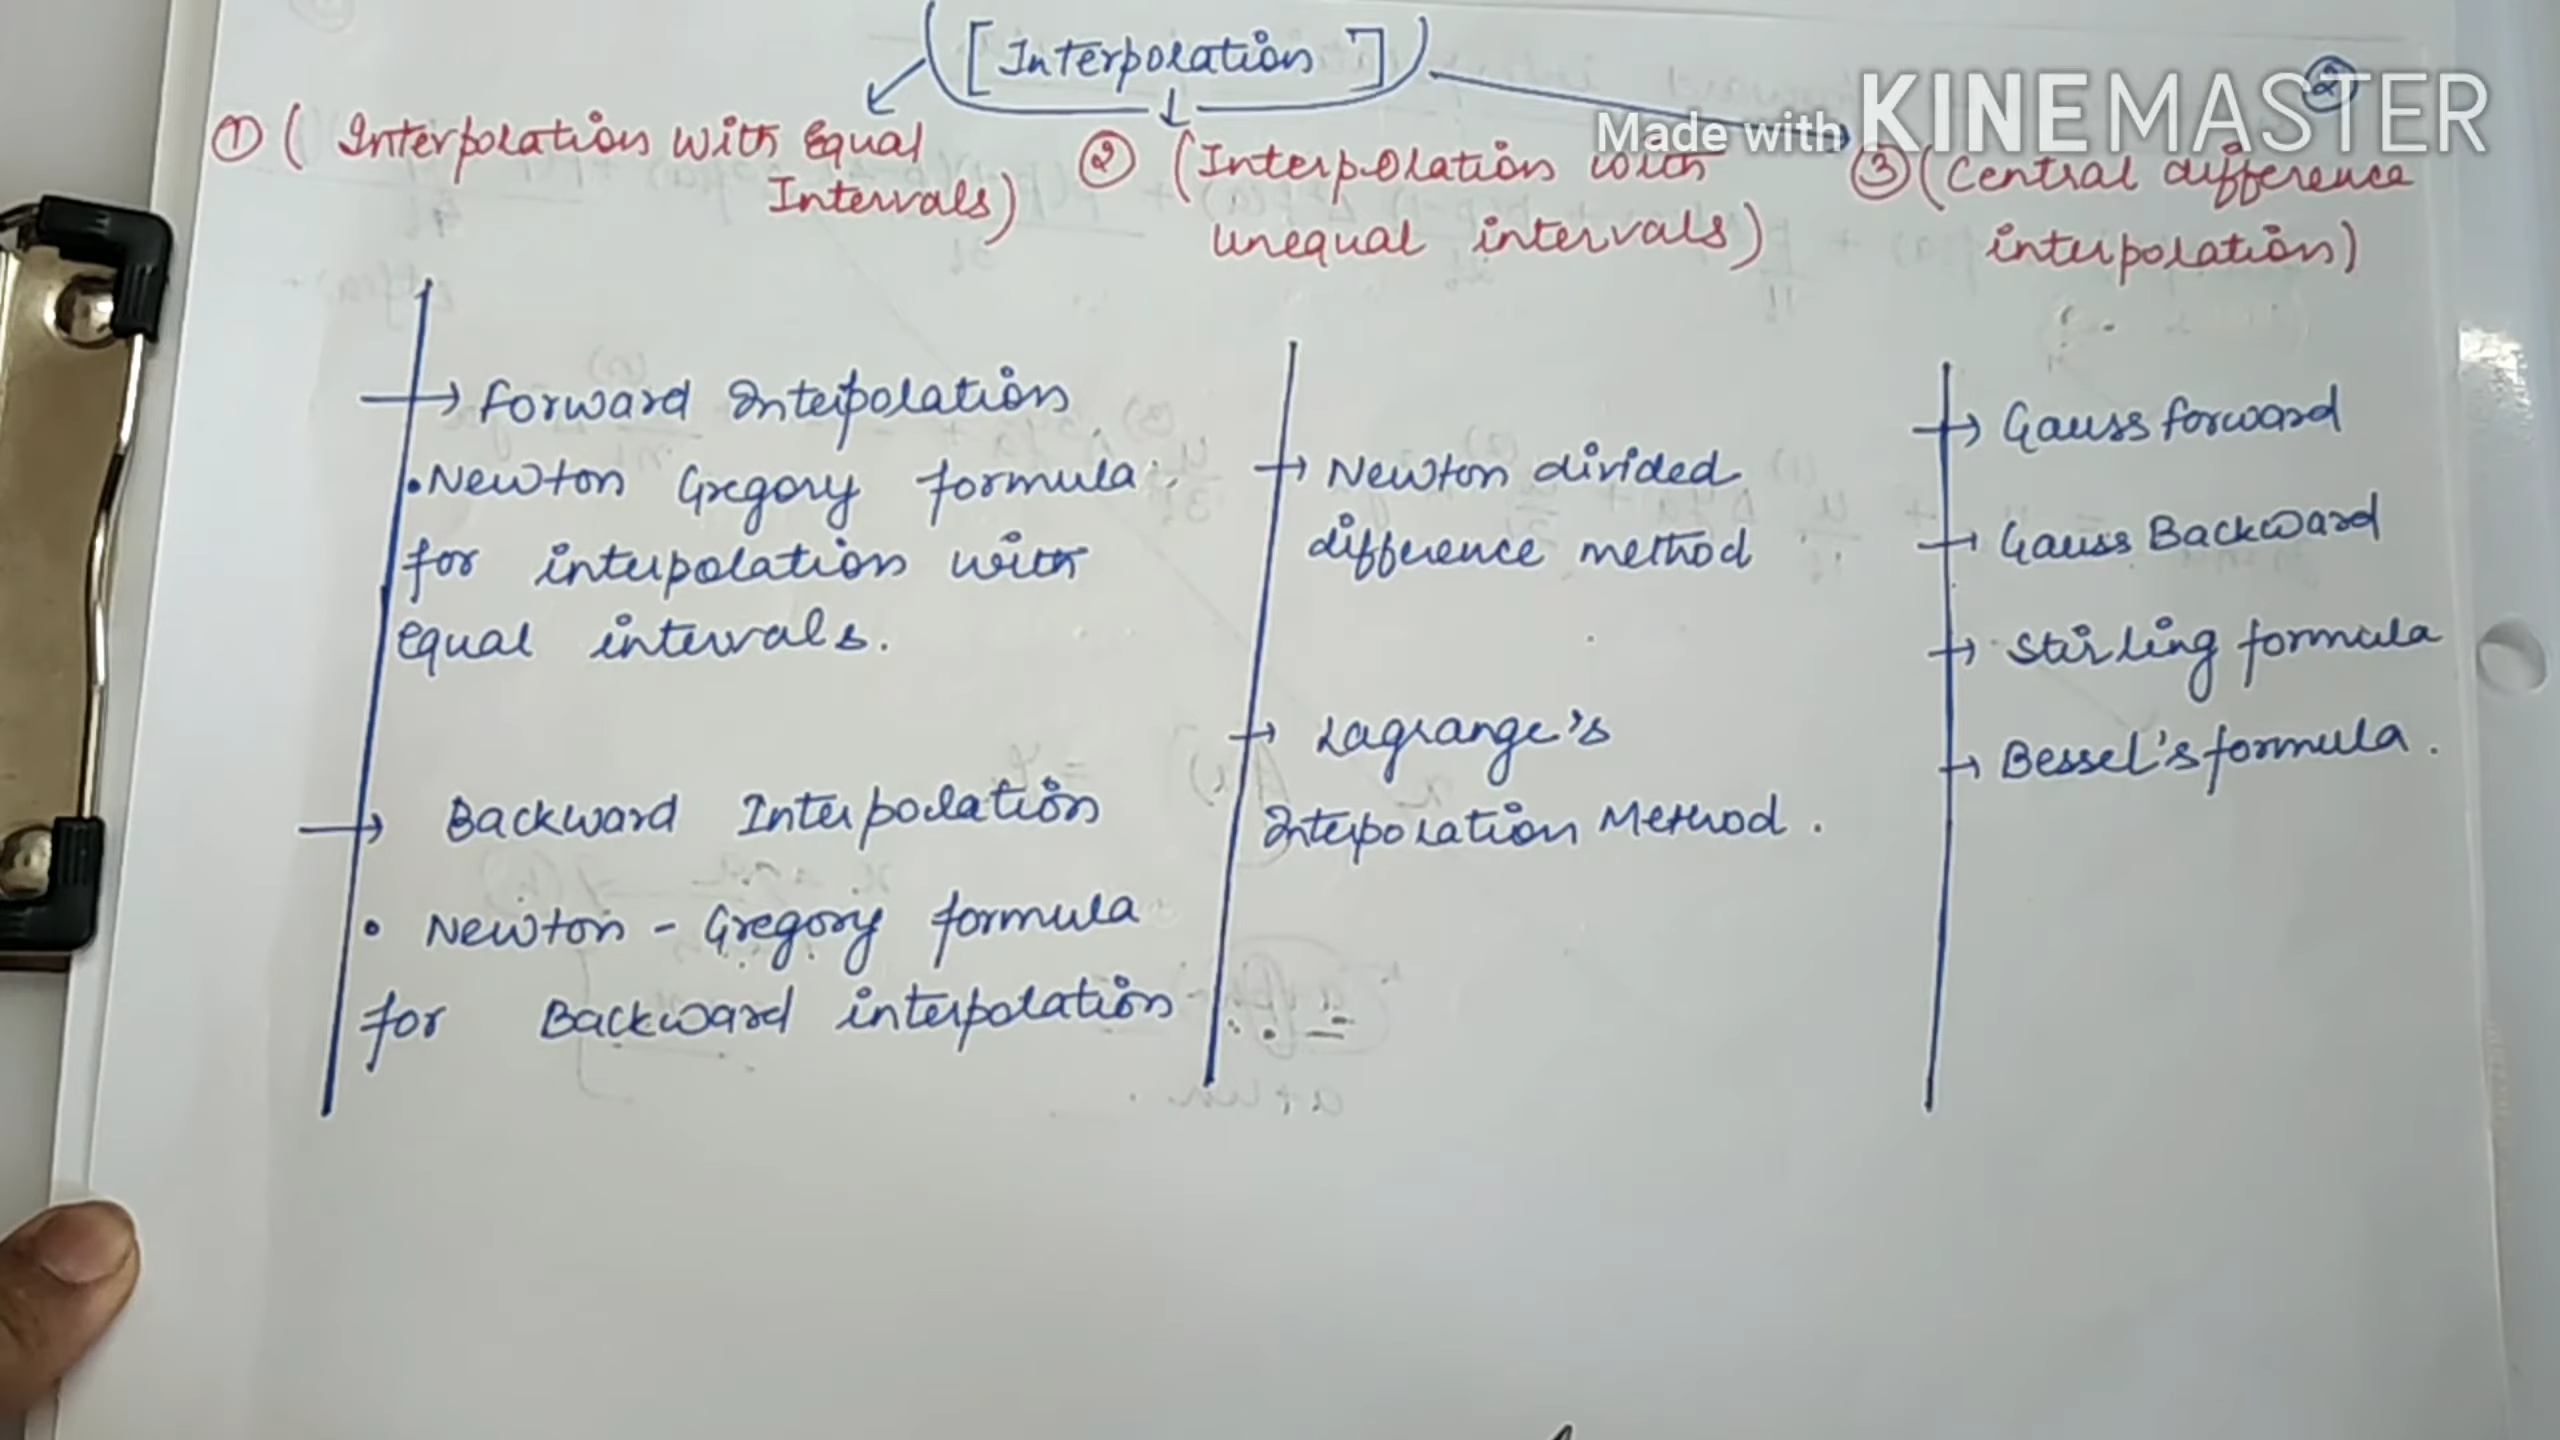 [Interpolation]
②
Made with KINEMASTER
① ( Interpolation with Equal
Intervals)
② (Interpolation with
unequal intervals)
③ (Central difference
interpolation)
→ Forward Interpolation
• Newton Gregory formula
for interpolation with
equal intervals.
→ Backward Interpolation
• Newton - Gregory formula
for Backward interpolation
→ Newton divided
difference method
→ Lagrange's
Interpolation Method .
→ Gauss forward
→ Gauss Backward
→ Stirling formula
→ Bessel's formula .